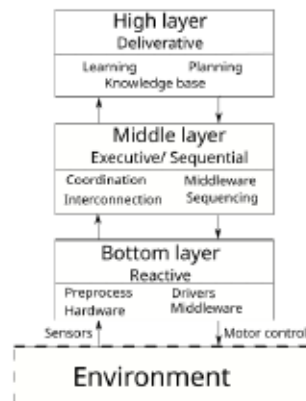 High layer
Deliverative
Learning Planning
Knowledge base
Middle layer
Executive/ Sequential
Coordination Middleware
Interconnection Sequencing
Bottom layer
Reactive
Preprocess Drivers
Hardware Middleware
Sensors Motor control
Environment